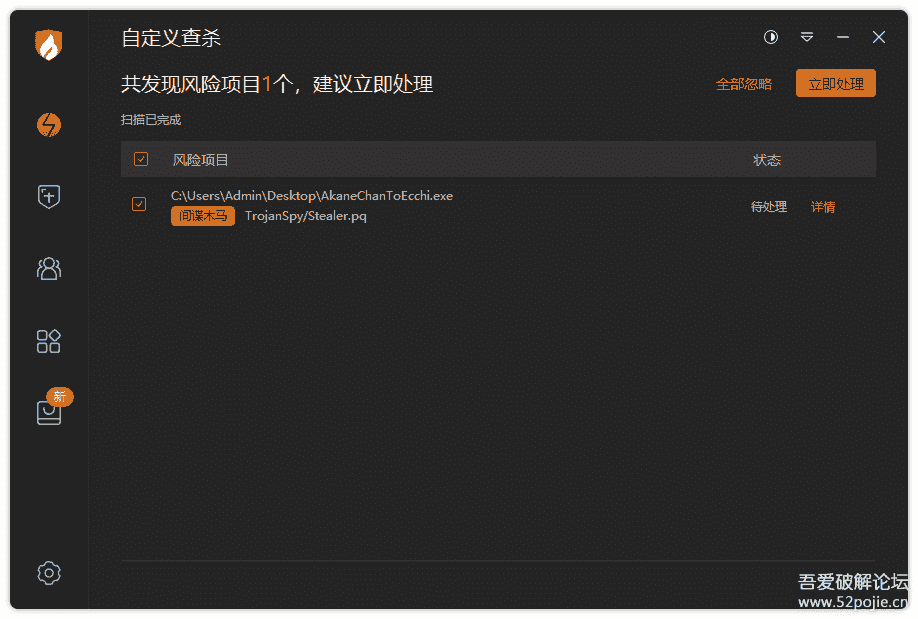 自定义查杀
共发现风险项目1个，建议立即处理
全部忽略
立即处理
扫描已完成
风险项目
状态
C:\Users\Admin\Desktop\AkaneChanToEcchi.exe
间谍木马 TrojanSpy/Stealer.pq
待处理
详情
新
吾爱破解论坛
www.52pojie.cn